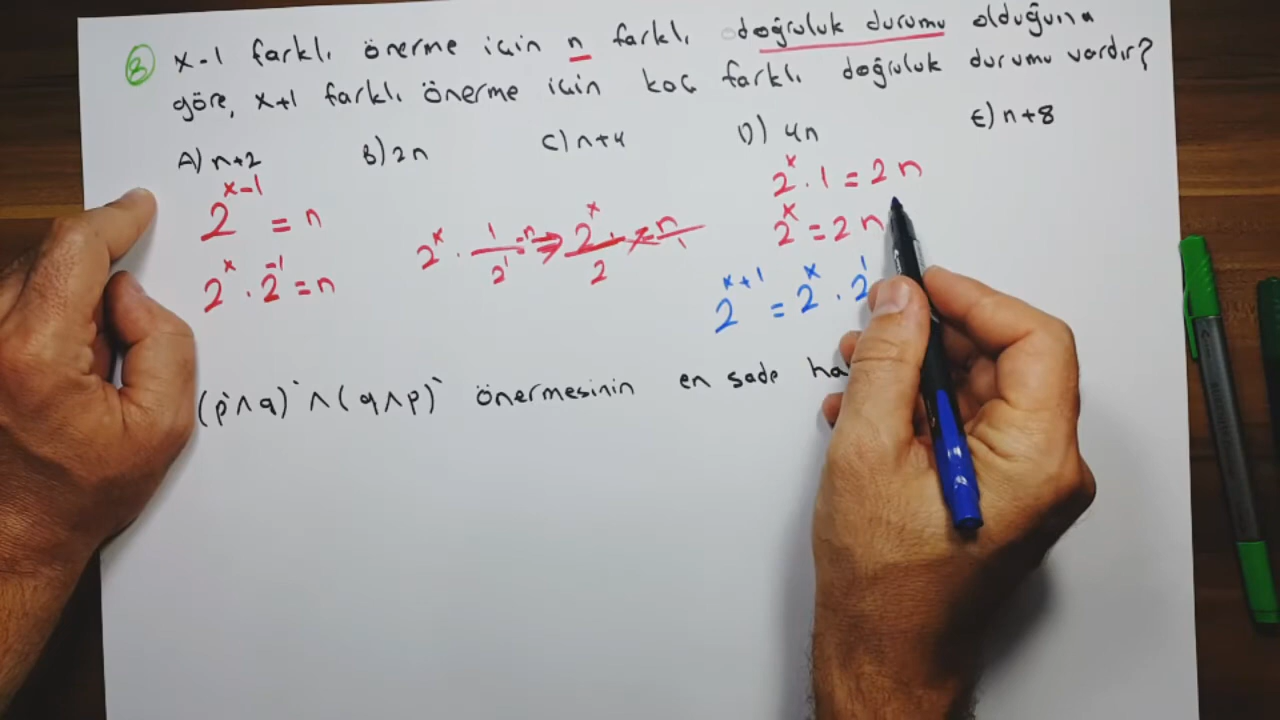 3 x-1 farklı önerme için n farklı doğruluk durumu olduğuna
göre, x+1 farklı önerme için kaç farklı doğruluk durumu vardır?
A) n+2 B) 2n C) n+4 D) 4n E) n+8
2^(x-1) = n
2^x . 2^(-1) = n
2^x . 1/2^1 = n ⇒ 2^x . 1/2 = n/1
2^x . 1 = 2n
2^x = 2n
2^(x+1) = 2^x . 2^1
(p'∧q)'∧(q∧p)' önermesinin en sade